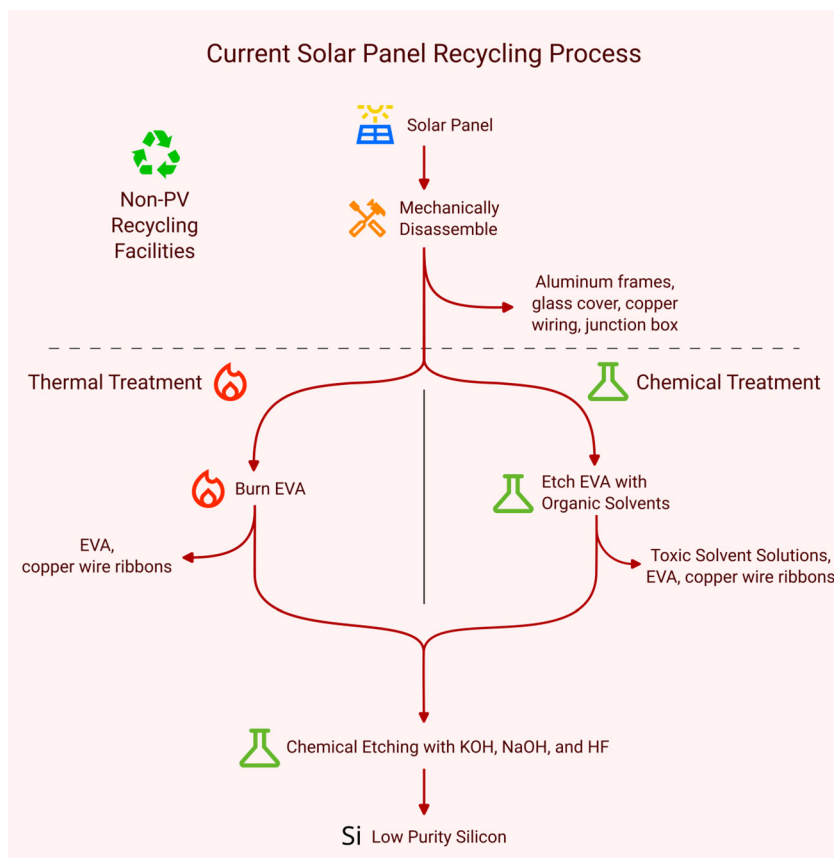 Current Solar Panel Recycling Process
Solar Panel
Non-PV
Recycling
Facilities
Mechanically
Disassemble
Aluminum frames,
glass cover, copper
wiring, junction box
Thermal Treatment
Chemical Treatment
Burn EVA
Etch EVA with
Organic Solvents
EVA,
copper wire ribbons
Toxic Solvent Solutions,
EVA, copper wire ribbons
Chemical Etching with KOH, NaOH, and HF
Si Low Purity Silicon